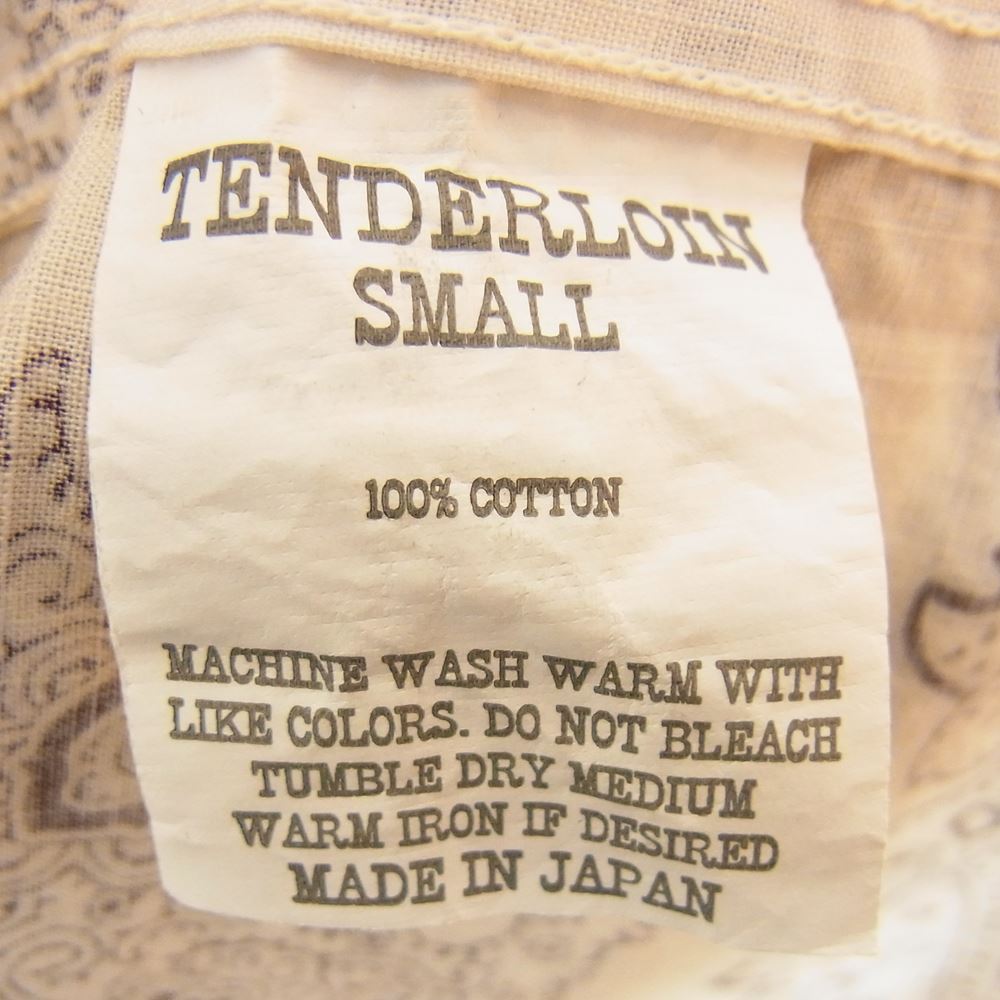 TENDERLOIN
SMALL
100% COTTON
MACHINE WASH WARM WITH
LIKE COLORS. DO NOT BLEACH
TUMBLE DRY MEDIUM
WARM IRON IF DESIRED
MADE IN JAPAN